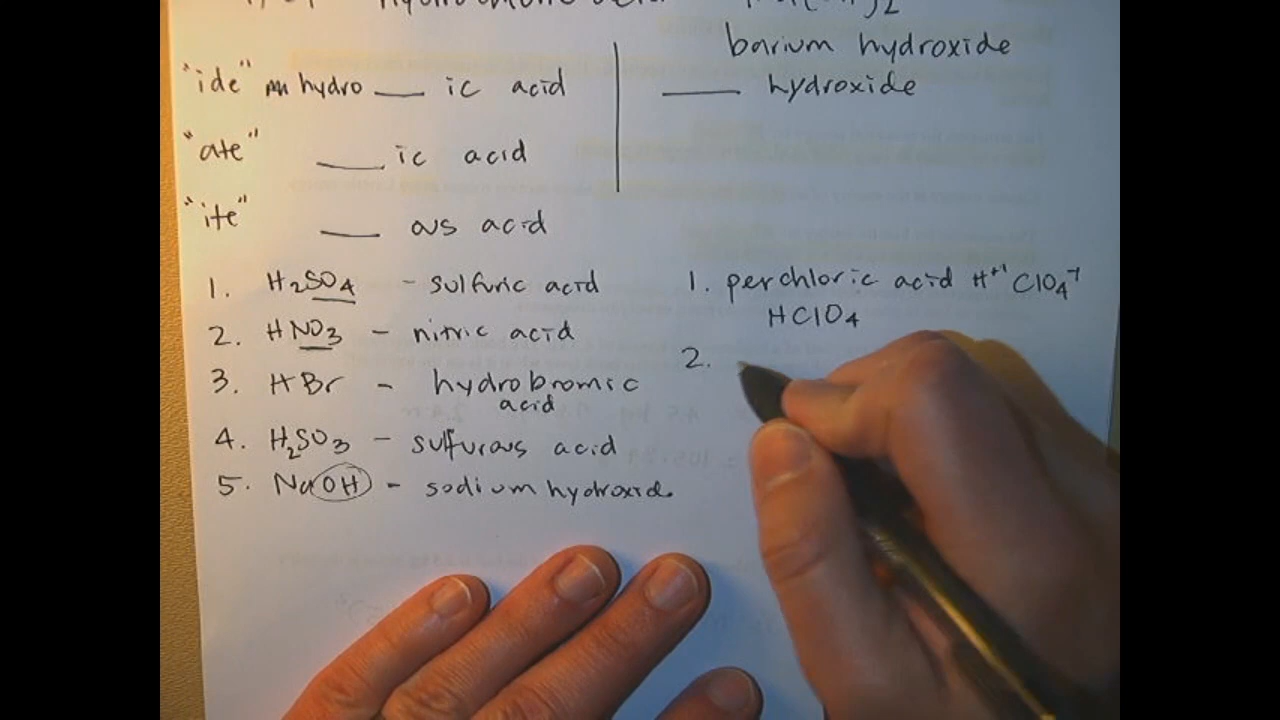 barium hydroxide
"ide" hydro ___ ic acid
___ hydroxide
"ate" ___ ic acid
"ite" ___ ous acid
1. H2SO4 - sulfuric acid
2. HNO3 - nitric acid
3. HBr - hydrobromic
acid
4. H2SO3 - sulfurous acid
5. NaOH - sodium hydroxide
1. perchloric acid H+1 ClO4-1
HClO4
2.